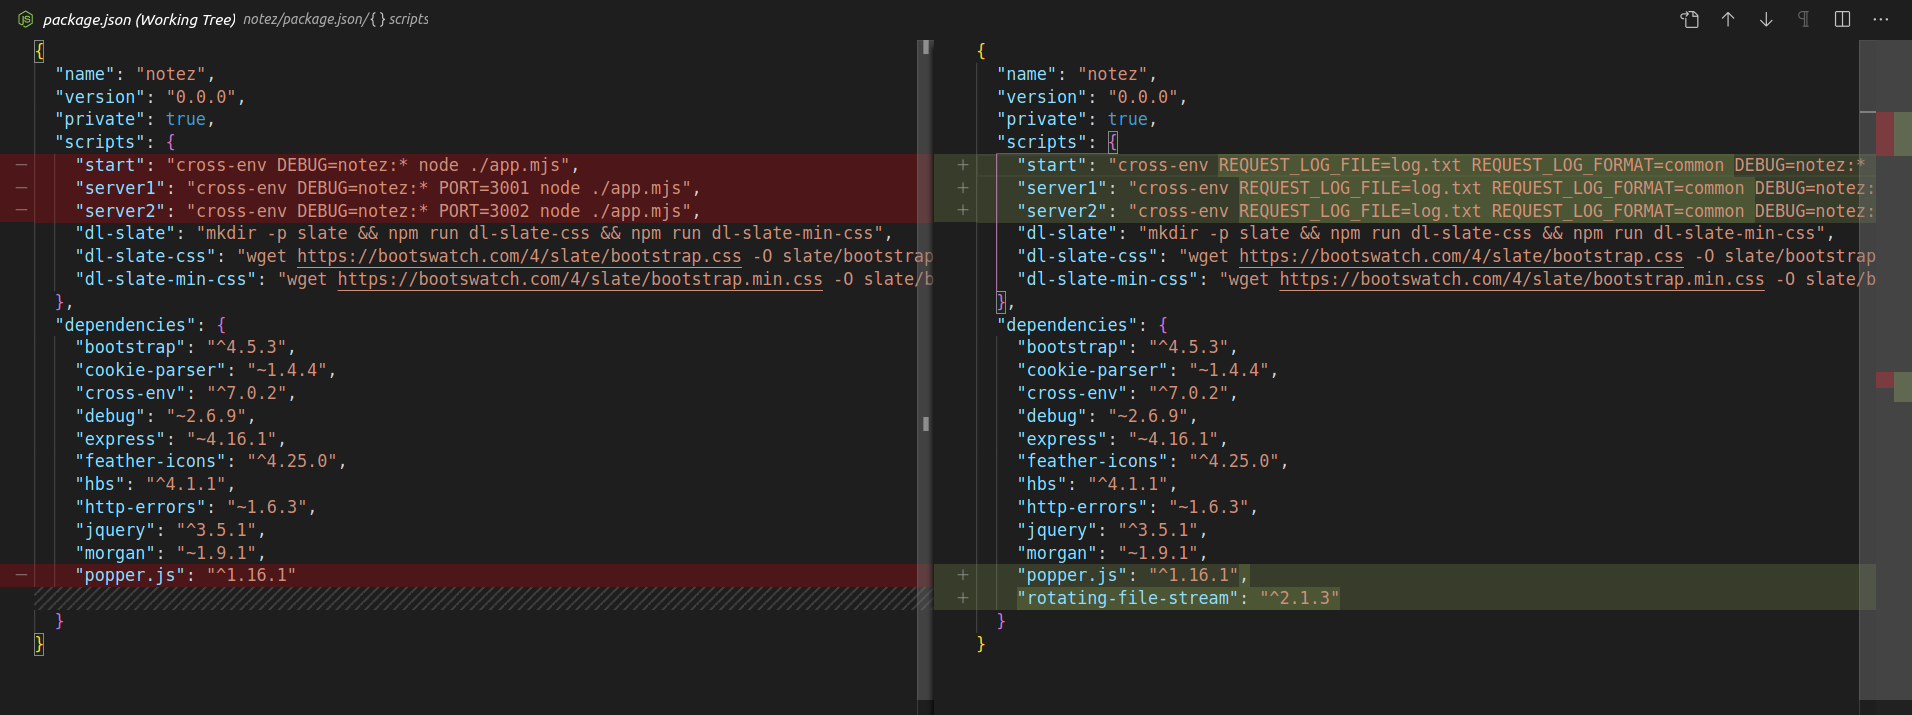 package.json (Working Tree) notez/package.json/{ } scripts
{
"name": "notez",
"version": "0.0.0",
"private": true,
"scripts": {
"start": "cross-env DEBUG=notez:* node ./app.mjs",
"server1": "cross-env DEBUG=notez:* PORT=3001 node ./app.mjs",
"server2": "cross-env DEBUG=notez:* PORT=3002 node ./app.mjs",
"dl-slate": "mkdir -p slate && npm run dl-slate-css && npm run dl-slate-min-css",
"dl-slate-css": "wget https://bootswatch.com/4/slate/bootstrap.css -O slate/bootstrap
"dl-slate-min-css": "wget https://bootswatch.com/4/slate/bootstrap.min.css -O slate/b
},
"dependencies": {
"bootstrap": "^4.5.3",
"cookie-parser": "~1.4.4",
"cross-env": "^7.0.2",
"debug": "~2.6.9",
"express": "~4.16.1",
"feather-icons": "^4.25.0",
"hbs": "^4.1.1",
"http-errors": "~1.6.3",
"jquery": "^3.5.1",
"morgan": "~1.9.1",
"popper.js": "^1.16.1"
}
}
{
"name": "notez",
"version": "0.0.0",
"private": true,
"scripts": {
"start": "cross-env REQUEST_LOG_FILE=log.txt REQUEST_LOG_FORMAT=common DEBUG=notez:*
"server1": "cross-env REQUEST_LOG_FILE=log.txt REQUEST_LOG_FORMAT=common DEBUG=notez:
"server2": "cross-env REQUEST_LOG_FILE=log.txt REQUEST_LOG_FORMAT=common DEBUG=notez:
"dl-slate": "mkdir -p slate && npm run dl-slate-css && npm run dl-slate-min-css",
"dl-slate-css": "wget https://bootswatch.com/4/slate/bootstrap.css -O slate/bootstrap
"dl-slate-min-css": "wget https://bootswatch.com/4/slate/bootstrap.min.css -O slate/b
},
"dependencies": {
"bootstrap": "^4.5.3",
"cookie-parser": "~1.4.4",
"cross-env": "^7.0.2",
"debug": "~2.6.9",
"express": "~4.16.1",
"feather-icons": "^4.25.0",
"hbs": "^4.1.1",
"http-errors": "~1.6.3",
"jquery": "^3.5.1",
"morgan": "~1.9.1",
"popper.js": "^1.16.1",
"rotating-file-stream": "^2.1.3"
}
}